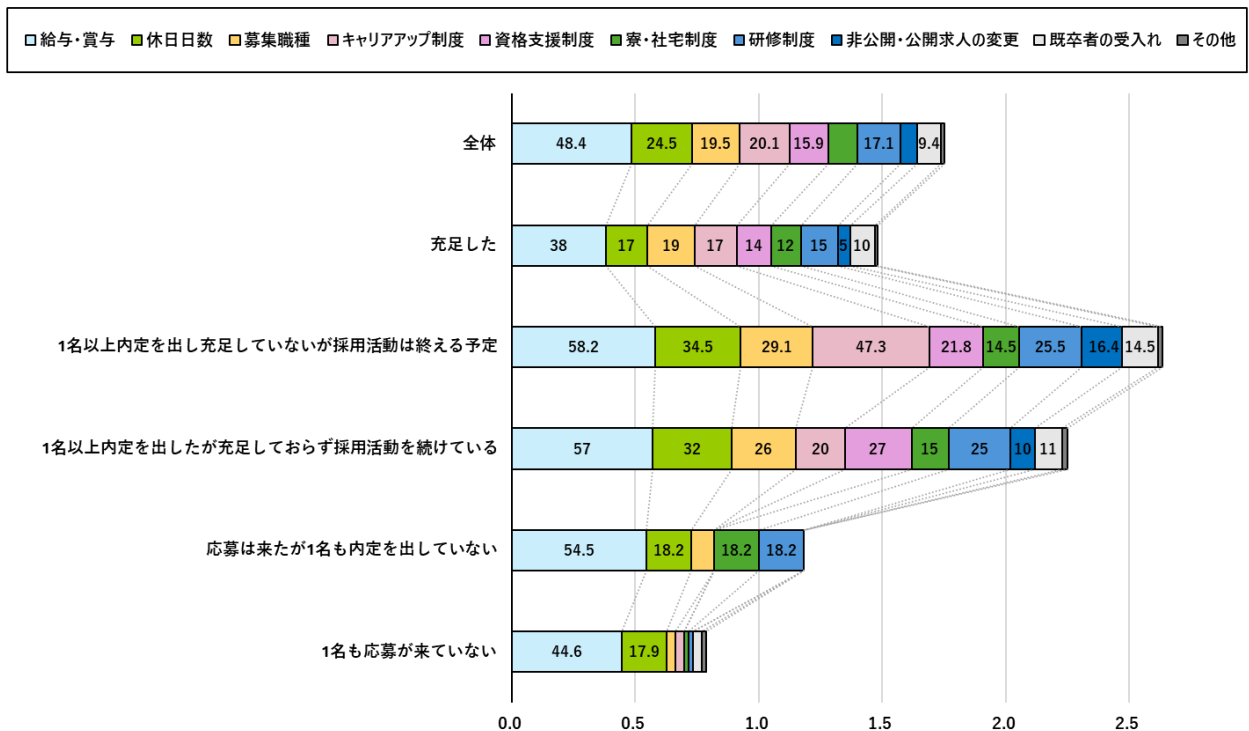 給与・賞与 休日日数 募集職種 キャリアアップ制度 資格支援制度 寮・社宅制度 研修制度 非公開・公開求人の変更 既卒者の受入れ その他
全体 48.4 24.5 19.5 20.1 15.9 17.1 9.4
充足した 38 17 19 17 14 12 15 5 10
1名以上内定を出し充足していないが採用活動は終える予定 58.2 34.5 29.1 47.3 21.8 14.5 25.5 16.4 14.5
1名以上内定を出したが充足しておらず採用活動を続けている 57 32 26 20 27 15 25 10 11
応募は来たが1名も内定を出していない 54.5 18.2 18.2 18.2
1名も応募が来ていない 44.6 17.9
0.0 0.5 1.0 1.5 2.0 2.5